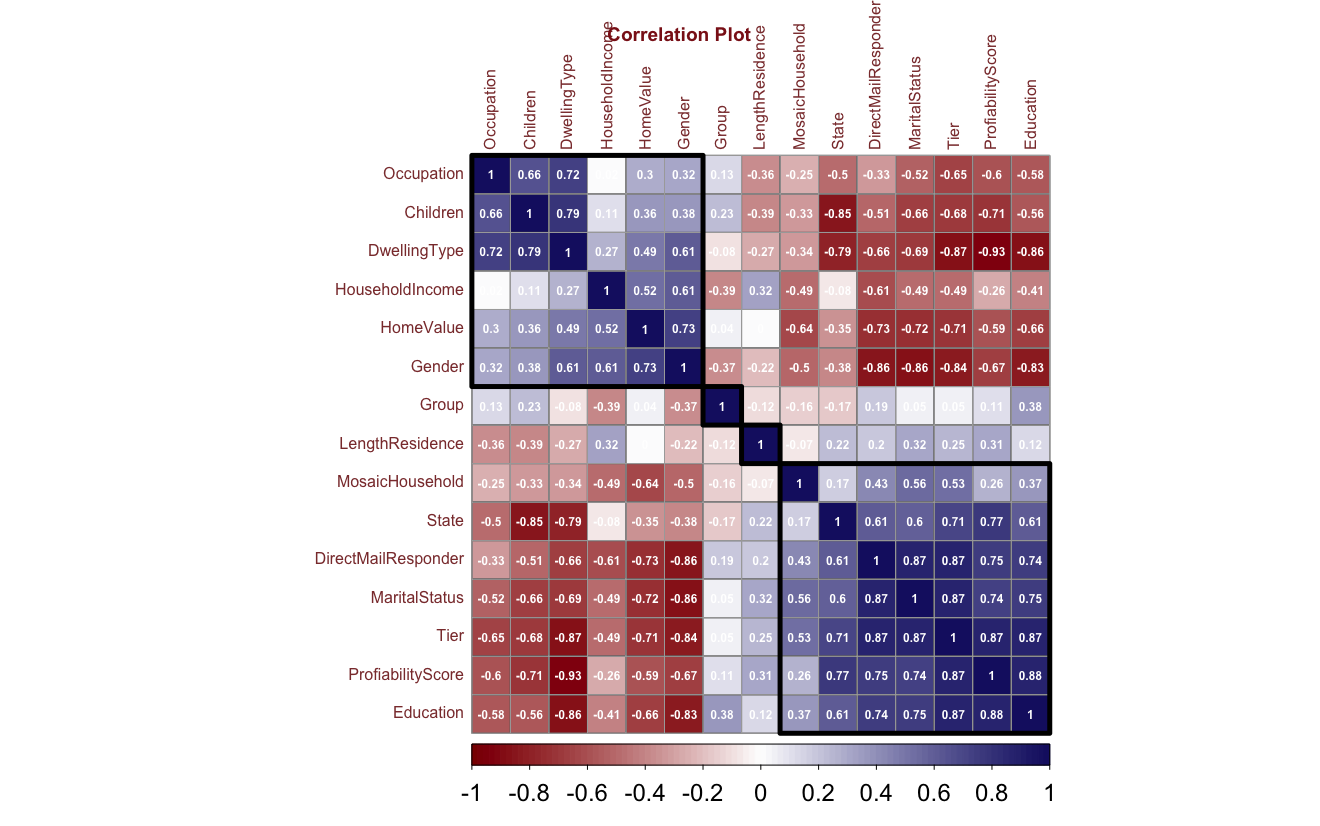 Correlation Plot
Occupation Children DwellingType HouseholdIncome HomeValue Gender Group LengthResidence MosaicHousehold State DirectMailResponder MaritalStatus Tier ProfiabilityScore Education
Occupation 1 0.66 0.72 0.3 0.32 0.13 -0.36 -0.25 -0.5 -0.33 -0.52 -0.65 -0.6 -0.58
Children 0.66 1 0.79 0.11 0.36 0.38 0.23 -0.39 -0.33 -0.85 -0.51 -0.66 -0.68 -0.71 -0.56
DwellingType 0.72 0.79 1 0.27 0.49 0.61 -0.08 -0.27 -0.34 -0.79 -0.66 -0.69 -0.87 -0.93 -0.86
HouseholdIncome 0.11 0.27 1 0.52 0.61 -0.39 0.32 -0.49 -0.08 -0.61 -0.49 -0.49 -0.26 -0.41
HomeValue 0.3 0.36 0.49 0.52 1 0.73 0.04 -0.64 -0.35 -0.73 -0.72 -0.71 -0.59 -0.66
Gender 0.32 0.38 0.61 0.61 0.73 1 -0.37 -0.22 -0.5 -0.38 -0.86 -0.86 -0.84 -0.67 -0.83
Group 0.13 0.23 -0.08 -0.39 0.04 -0.37 1 -0.12 -0.16 -0.17 0.19 0.05 0.05 0.11 0.38
LengthResidence -0.36 -0.39 -0.27 0.32 -0.22 -0.12 1 -0.07 0.22 0.2 0.32 0.25 0.31 0.12
MosaicHousehold -0.25 -0.33 -0.34 -0.49 -0.64 -0.5 -0.16 -0.07 1 0.17 0.43 0.56 0.53 0.26 0.37
State -0.5 -0.85 -0.79 -0.08 -0.35 -0.38 -0.17 0.22 0.17 1 0.61 0.6 0.71 0.77 0.61
DirectMailResponder -0.33 -0.51 -0.66 -0.61 -0.73 -0.86 0.19 0.2 0.43 0.61 1 0.87 0.87 0.75 0.74
MaritalStatus -0.52 -0.66 -0.69 -0.49 -0.72 -0.86 0.05 0.32 0.56 0.6 0.87 1 0.87 0.74 0.75
Tier -0.65 -0.68 -0.87 -0.49 -0.71 -0.84 0.05 0.25 0.53 0.71 0.87 0.87 1 0.87 0.87
ProfiabilityScore -0.6 -0.71 -0.93 -0.26 -0.59 -0.67 0.11 0.31 0.26 0.77 0.75 0.74 0.87 1 0.88
Education -0.58 -0.56 -0.86 -0.41 -0.66 -0.83 0.38 0.12 0.37 0.61 0.74 0.75 0.87 0.88 1
-1 -0.8 -0.6 -0.4 -0.2 0 0.2 0.4 0.6 0.8 1